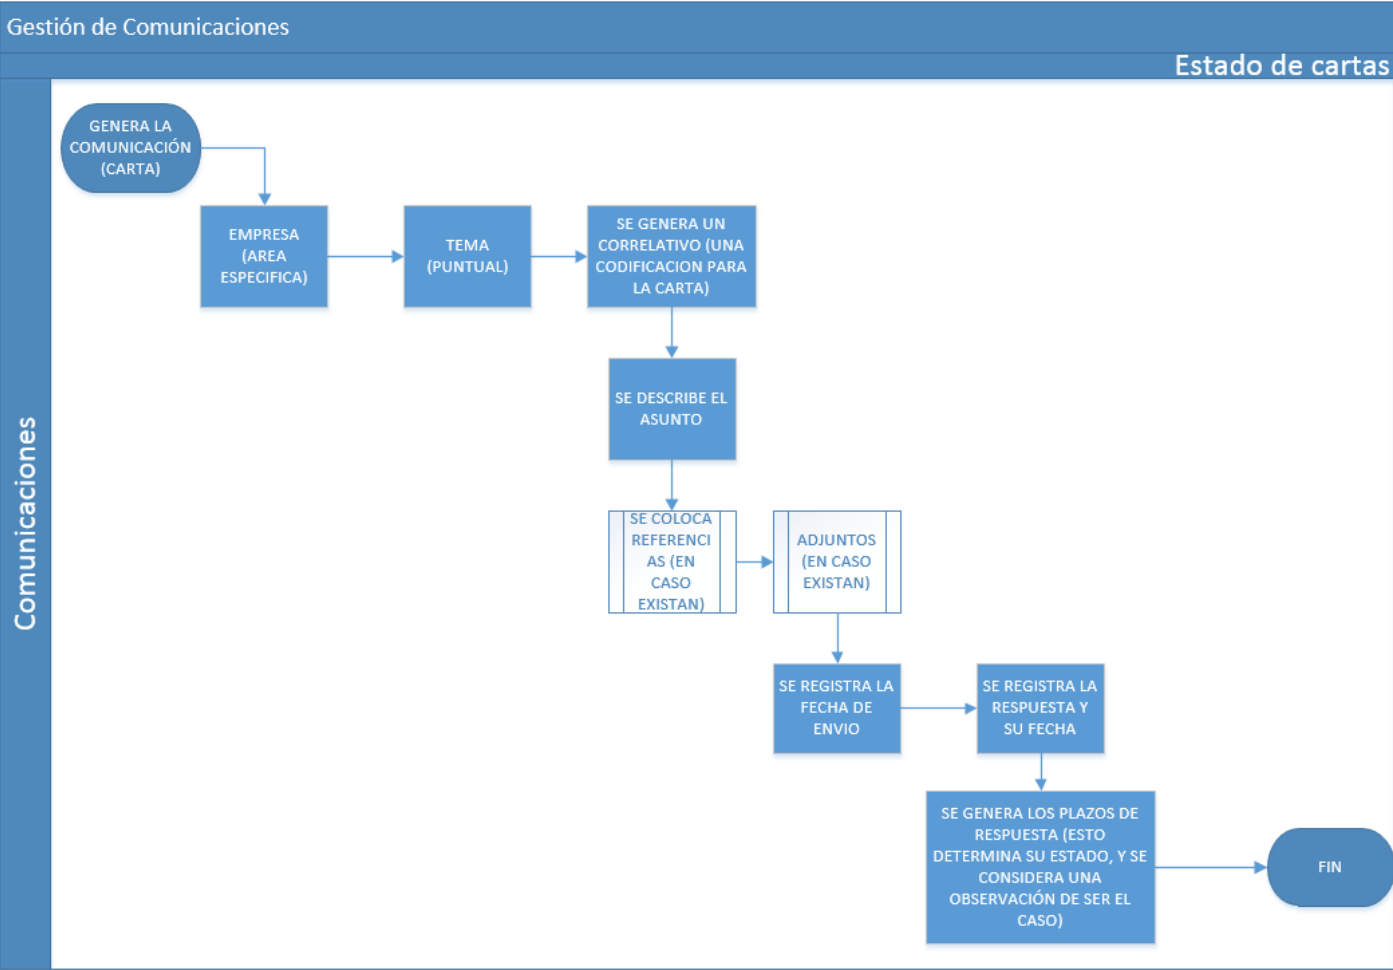 Gestión de Comunicaciones
Estado de cartas
Comunicaciones
GENERA LA
COMUNICACIÓN
(CARTA)
EMPRESA
(AREA
ESPECIFICA)
TEMA
(PUNTUAL)
SE GENERA UN
CORRELATIVO (UNA
CODIFICACION PARA
LA CARTA)
SE DESCRIBE EL
ASUNTO
SE COLOCA
REFERENCI
AS (EN
CASO
EXISTAN)
ADJUNTOS
(EN CASO
EXISTAN)
SE REGISTRA LA
FECHA DE
ENVIO
SE REGISTRA LA
RESPUESTA Y
SU FECHA
SE GENERA LOS PLAZOS DE
RESPUESTA (ESTO
DETERMINA SU ESTADO, Y SE
CONSIDERA UNA
OBSERVACIÓN DE SER EL
CASO)
FIN